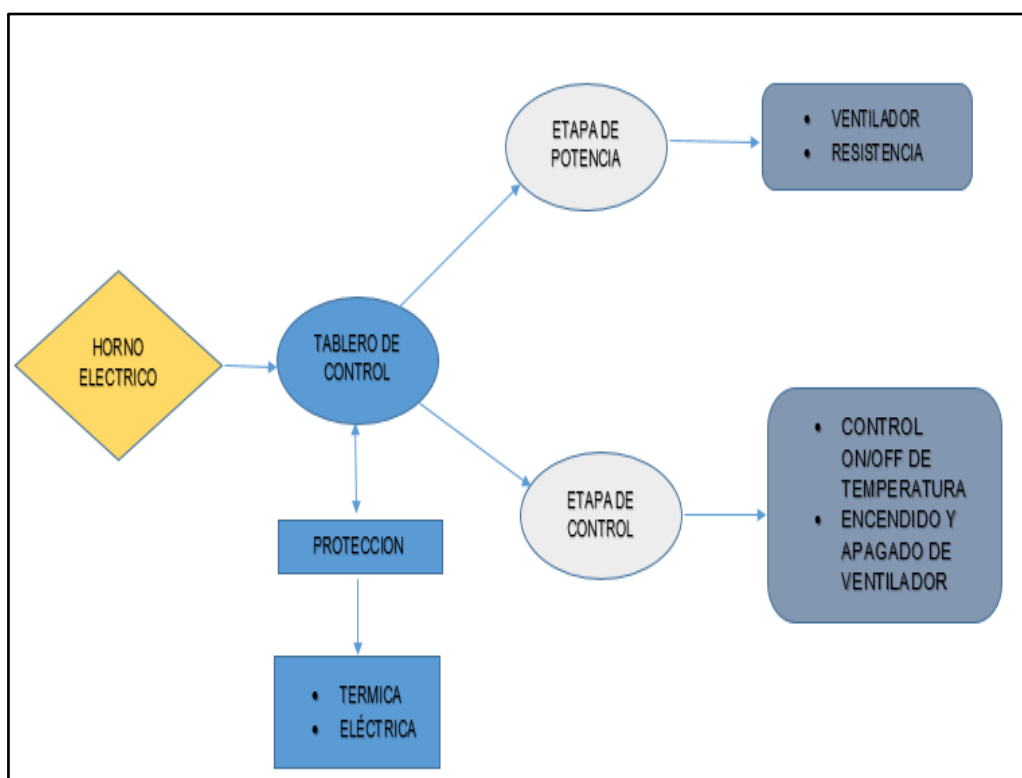 ETAPA DE
POTENCIA
• VENTILADOR
• RESISTENCIA
HORNO
ELECTRICO
TABLERO DE
CONTROL
PROTECCION
• TERMICA
• ELÉCTRICA
ETAPA DE
CONTROL
• CONTROL
ON/OFF DE
TEMPERATURA
• ENCENDIDO Y
APAGADO DE
VENTILADOR